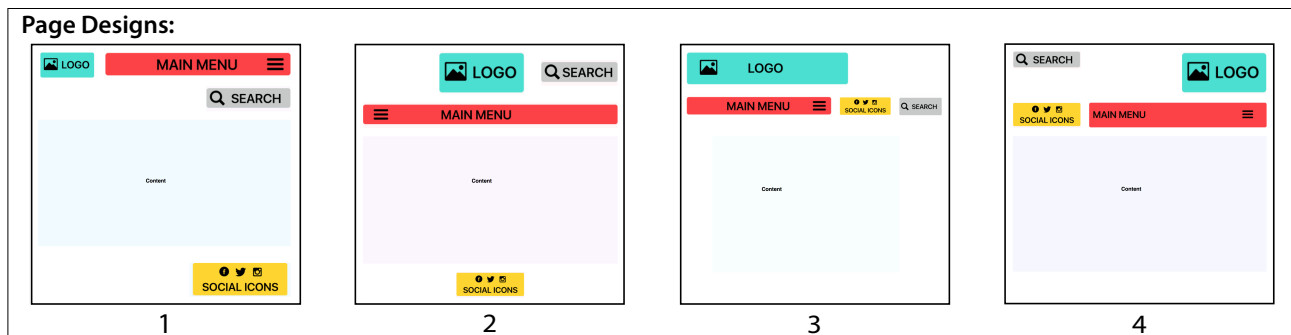 Page Designs:
LOGO
MAIN MENU
SEARCH
Content
SOCIAL ICONS
1
LOGO
SEARCH
MAIN MENU
Content
SOCIAL ICONS
2
LOGO
MAIN MENU
SOCIAL ICONS
SEARCH
Content
3
SEARCH
LOGO
SOCIAL ICONS
MAIN MENU
Content
4